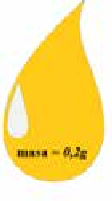 masa = 0,2g